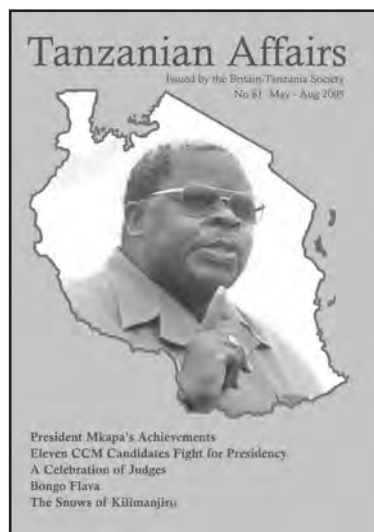 Tanzanian Affairs
Issued by the Britain-Tanzania Society
No 81 May - Aug 2005
President Mkapa's Achievements
Eleven CCM Candidates Fight for Presidency
A Celebration of Judges
Bongo Flava
The Snows of Kilimanjiro